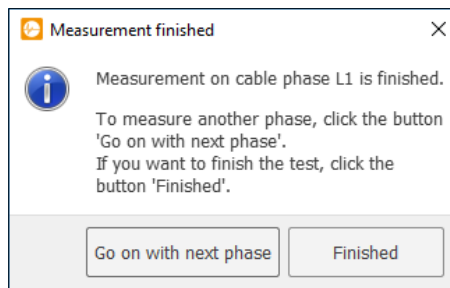 Measurement finished
Measurement on cable phase L1 is finished.
To measure another phase, click the button
'Go on with next phase'.
If you want to finish the test, click the
button 'Finished'.
Go on with next phase
Finished